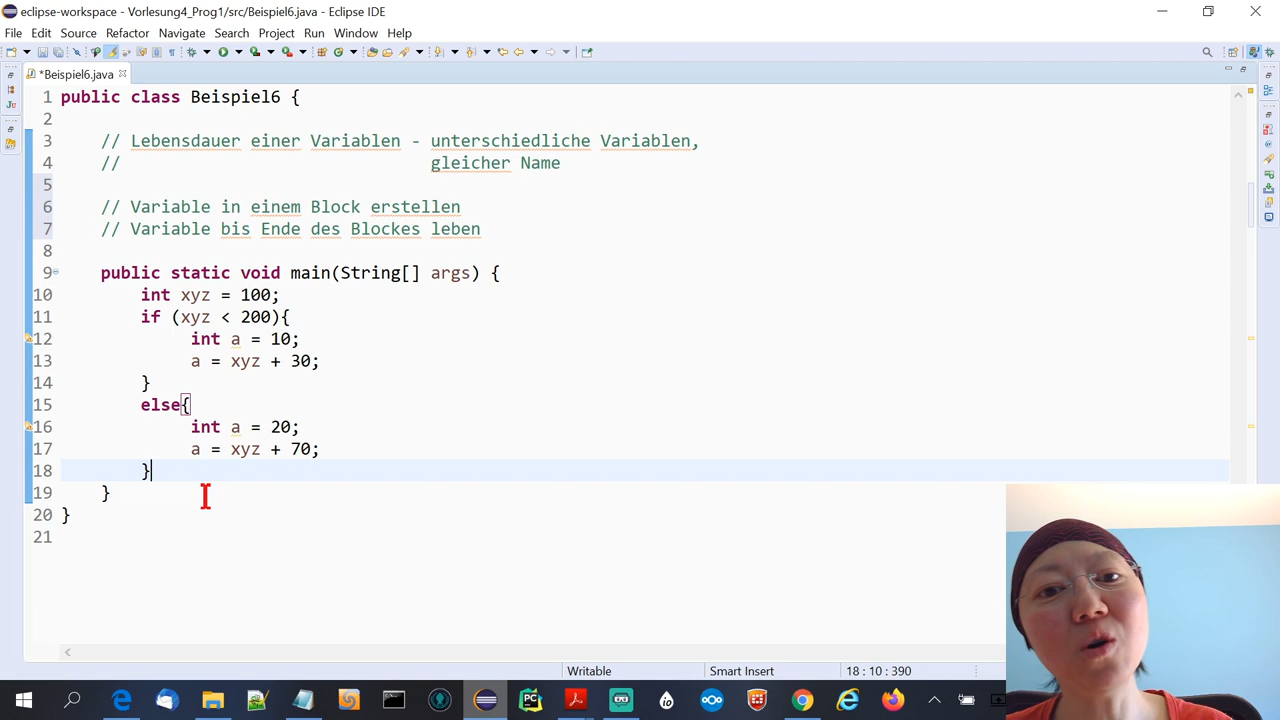 eclipse-workspace - Vorlesung4_Prog1/src/Beispiel6.java - Eclipse IDE
File Edit Source Refactor Navigate Search Project Run Window Help
*Beispiel6.java
1 public class Beispiel6 {
2
3 // Lebensdauer einer Variablen - unterschiedliche Variablen,
4 // gleicher Name
5
6 // Variable in einem Block erstellen
7 // Variable bis Ende des Blockes leben
8
9 public static void main(String[] args) {
10 int xyz = 100;
11 if (xyz < 200){
12 int a = 10;
13 a = xyz + 30;
14 }
15 else{
16 int a = 20;
17 a = xyz + 70;
18 }
19 }
20 }
21
Writable Smart Insert 18 : 10 : 390